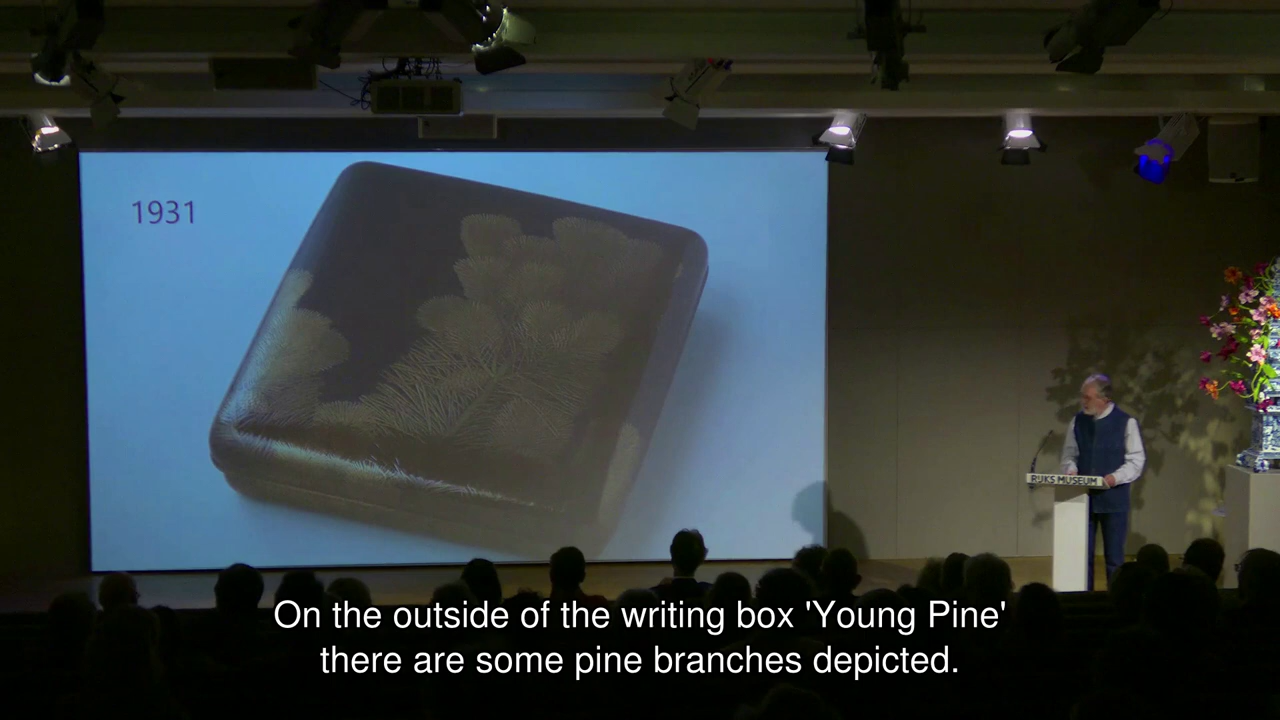 1931
RIJKS MUSEUM
On the outside of the writing box 'Young Pine'
there are some pine branches depicted.